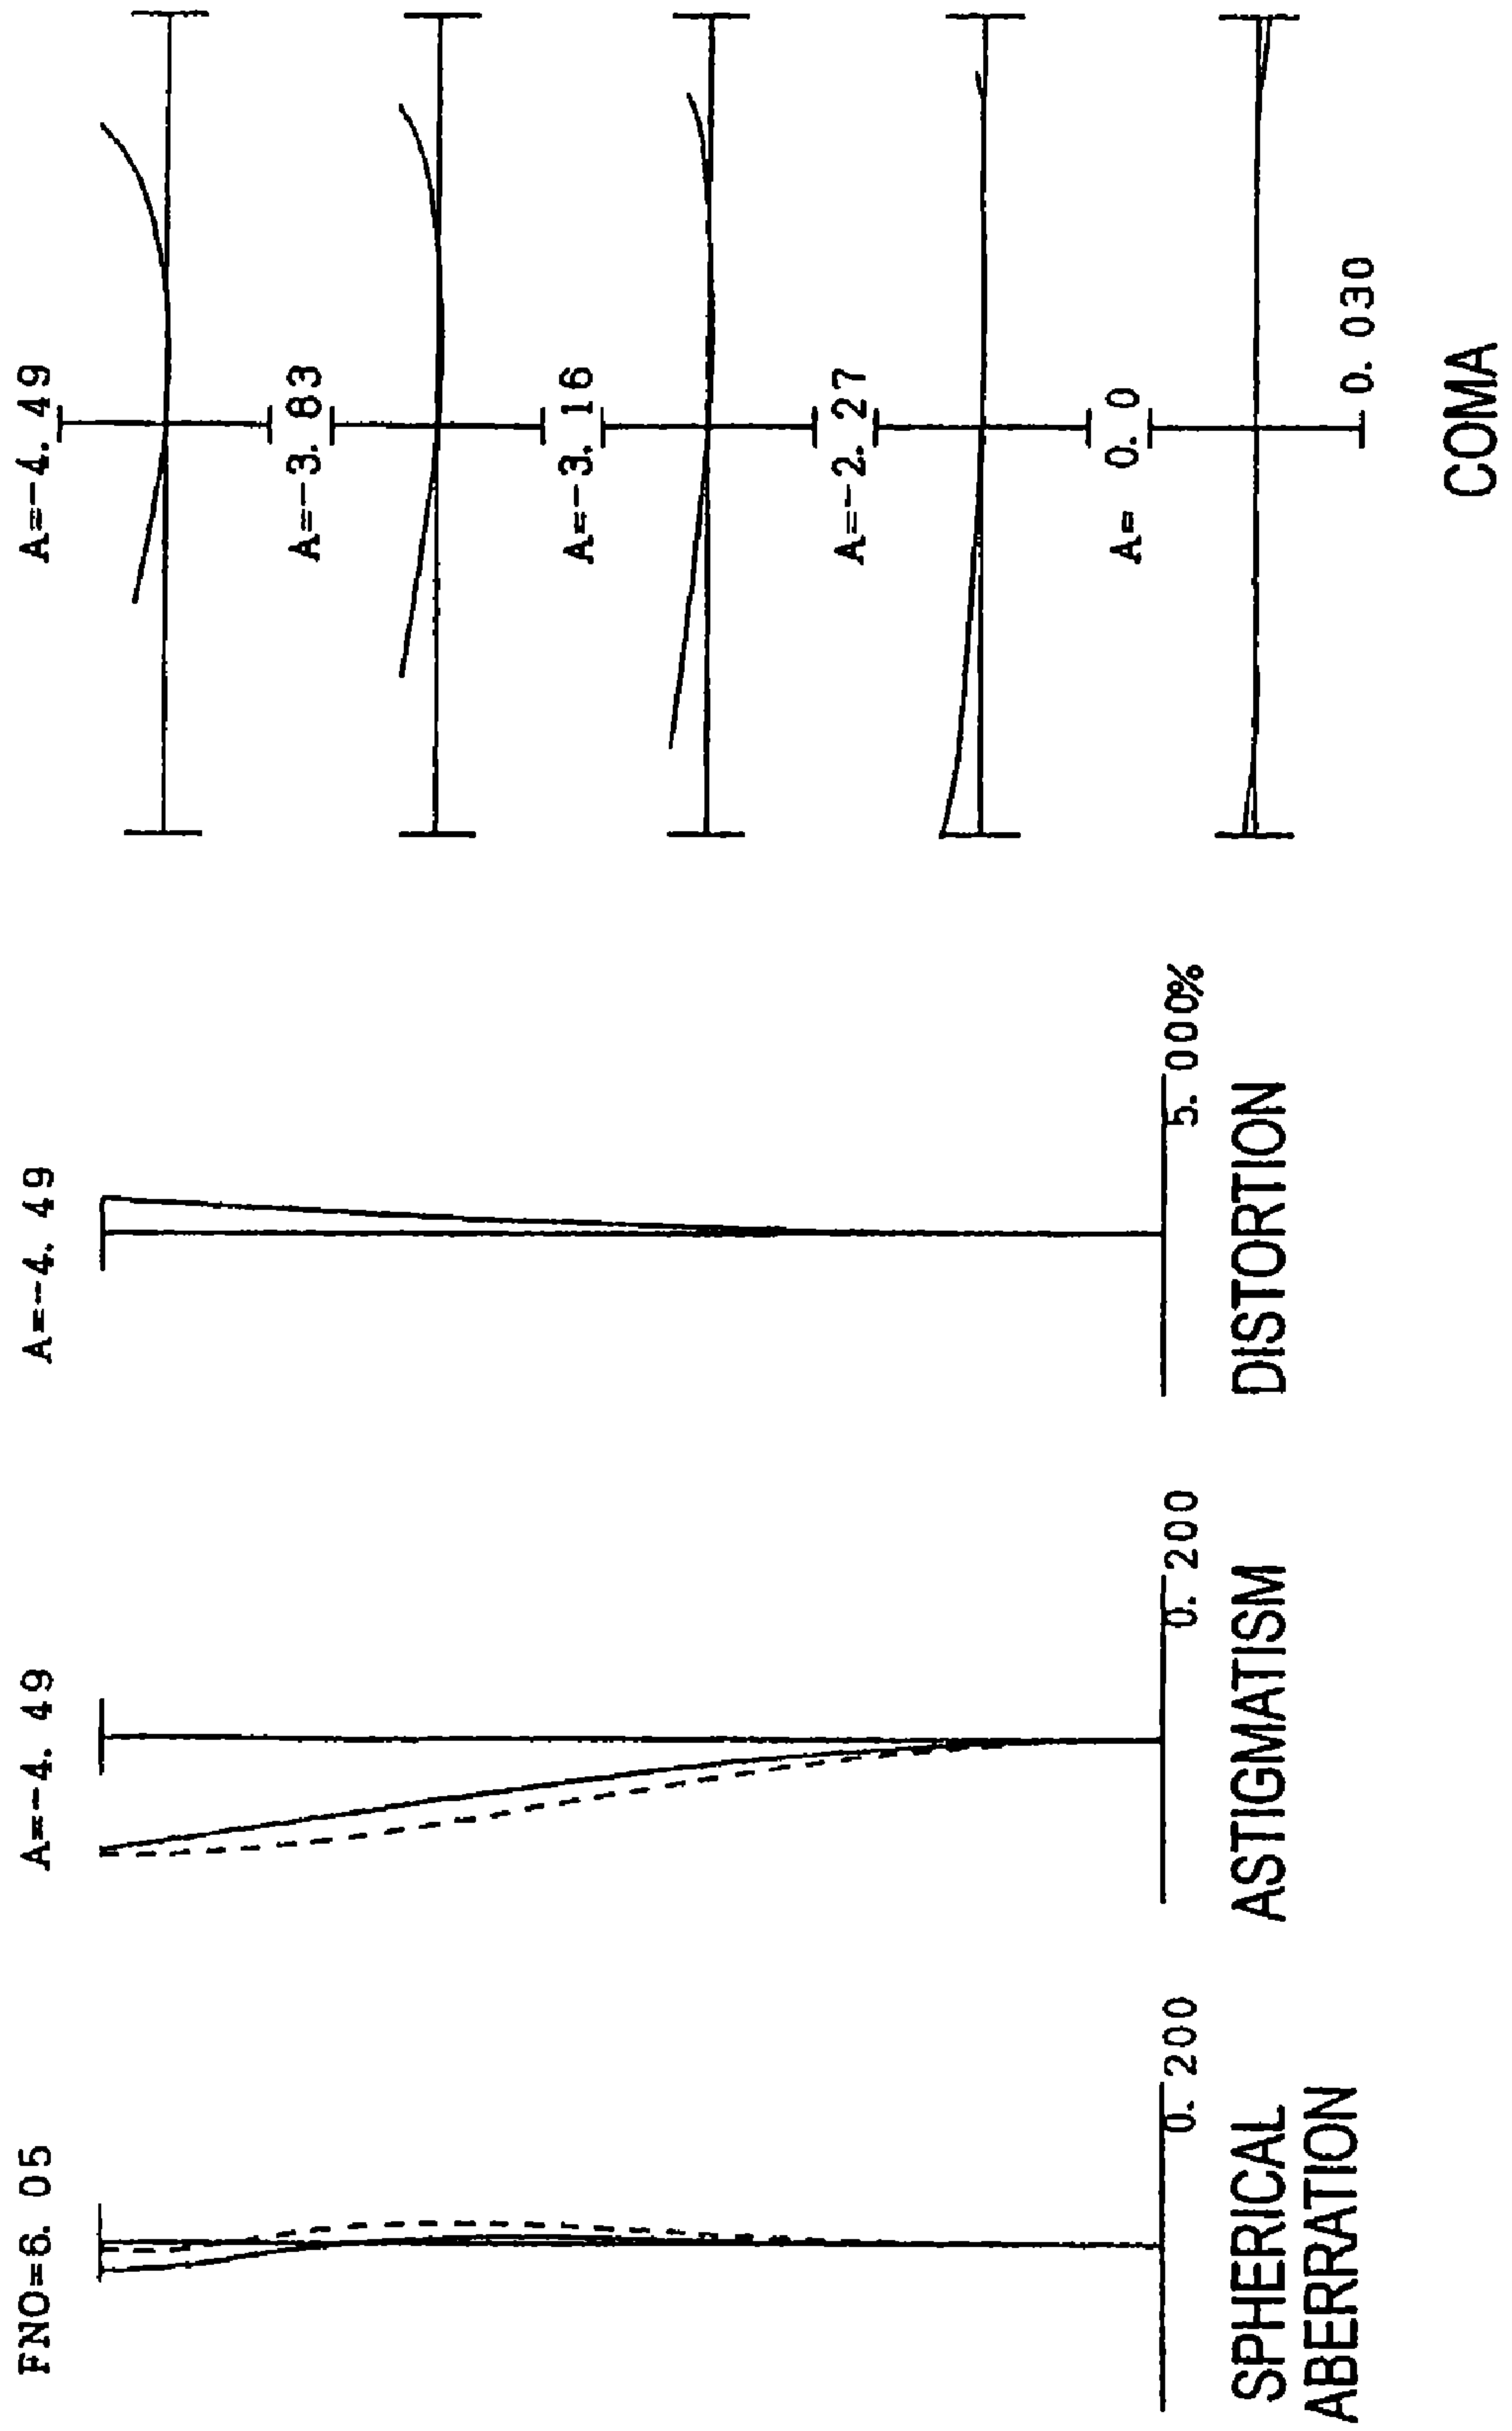 FNO=6. 05
SPHERICAL
ABERRATION
0. 200
A=-4. 49
ASTIGMATISM
0. 200
A=-4. 49
DISTORTION
5. 000%
A=-4. 49
A=-3. 83
A=-3. 16
A=-2. 27
A= 0. 0
0. 030
COMA